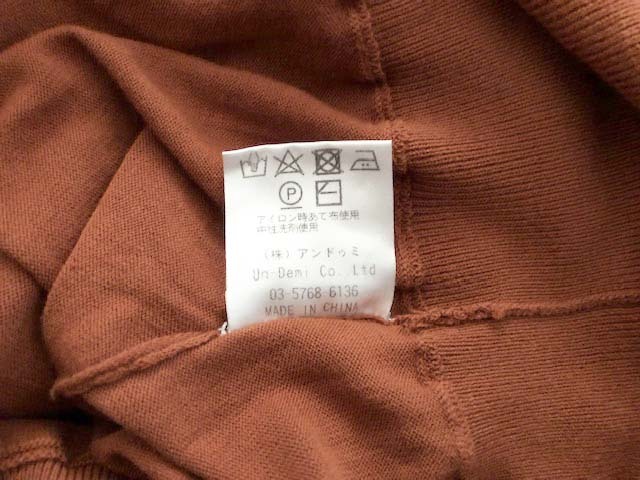 P
アイロン時あて布使用
中性洗剤使用
(株) アンドゥミ
Un-Demi Co. Ltd
03-5768-6136
MADE IN CHINA